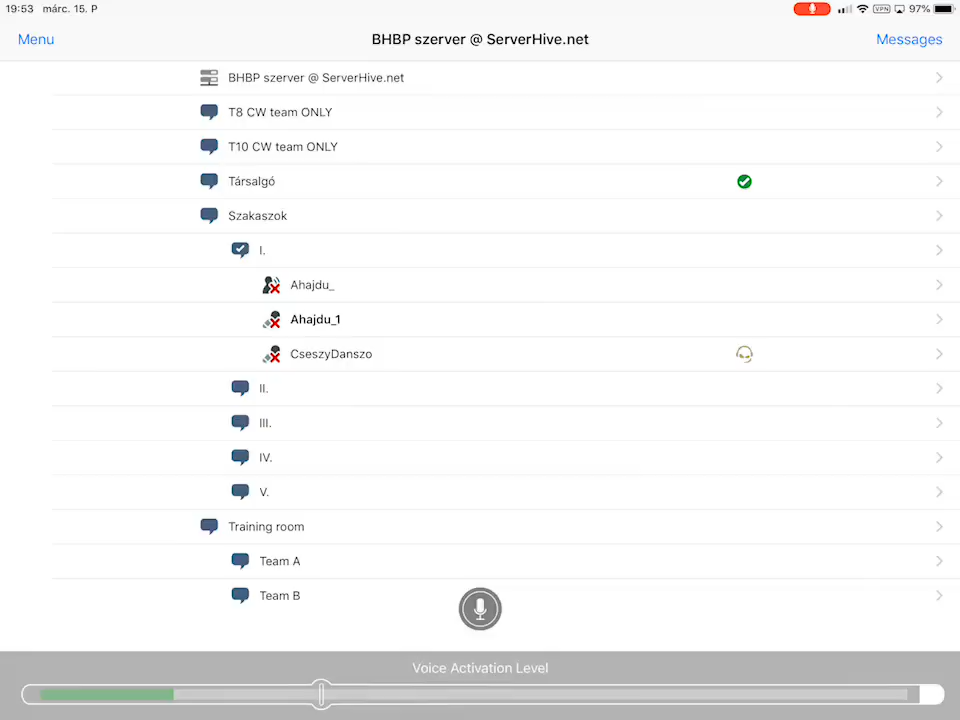 19:53 márc. 15. P
VPN 97%
Menu BHBP szerver @ ServerHive.net Messages
BHBP szerver @ ServerHive.net
T8 CW team ONLY
T10 CW team ONLY
Társalgó
Szakaszok
I.
Ahajdu_
Ahajdu_1
CseszyDanszo
II.
III.
IV.
V.
Training room
Team A
Team B
Voice Activation Level